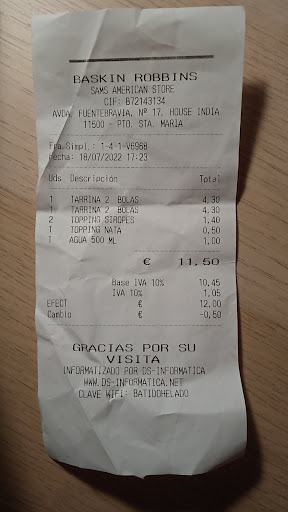 BASKIN ROBBINS
SAMS AMERICAN STORE
CIF: B72143134
AVDA. FUENTEBRAVIA, Nº 17, HOUSE INDIA
11500 - PTO. STA. MARIA
Fra.Simpl.: 1-4-1-V6968
Fecha: 18/07/2022 17:23
Uds Descripción Total
1 TARRINA 2 BOLAS 4,30
1 TARRINA 2 BOLAS 4,30
2 TOPPING SIROPES 1,40
1 TOPPING NATA 0,50
1 AGUA 500 ML 1,00
€ 11,50
Base IVA 10% 10,45
IVA 10% 1,05
EFECT € 12,00
Cambio € -0,50
GRACIAS POR SU
VISITA
INFORMATIZADO POR DS-INFORMATICA
WWW.DS-INFORMATICA.NET
CLAVE WIFI: BATIDOHELADO